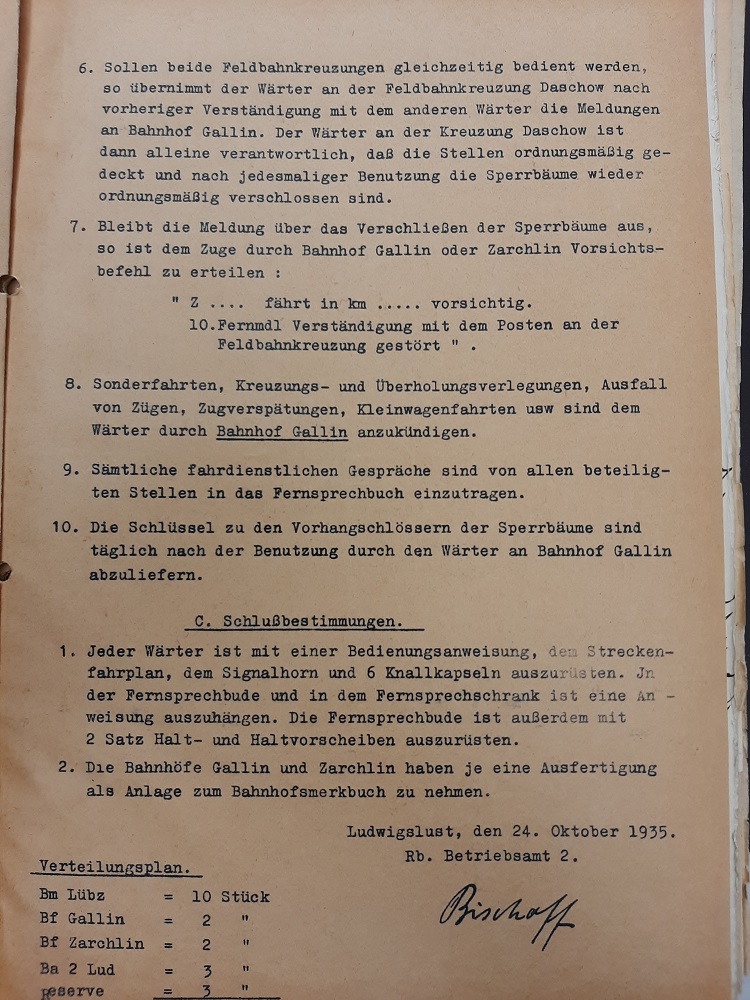 6. Sollen beide Feldbahnkreuzungen gleichzeitig bedient werden,
so übernimmt der Wärter an der Feldbahnkreuzung Daschow nach
vorheriger Verständigung mit dem anderen Wärter die Meldungen
an Bahnhof Gallin. Der Wärter an der Kreuzung Daschow ist
dann alleine verantwortlich, daß die Stellen ordnungsmäßig ge-
deckt und nach jedesmaliger Benutzung die Sperrbäume wieder
ordnungsmäßig verschlossen sind.
7. Bleibt die Meldung über das Verschließen der Sperrbäume aus,
so ist dem Zuge durch Bahnhof Gallin oder Zarchlin Vorsichts-
befehl zu erteilen :
" Z .... fährt in km ..... vorsichtig.
10.Fernmdl Verständigung mit dem Posten an der
Feldbahnkreuzung gestört " .
8. Sonderfahrten, Kreuzungs- und Überholungsverlegungen, Ausfall
von Zügen, Zugverspätungen, Kleinwagenfahrten usw sind dem
Wärter durch Bahnhof Gallin anzukündigen.
9. Sämtliche fahrdienstlichen Gespräche sind von allen beteilig-
ten Stellen in das Fernsprechbuch einzutragen.
10. Die Schlüssel zu den Vorhangschlössern der Sperrbäume sind
täglich nach der Benutzung durch den Wärter an Bahnhof Gallin
abzuliefern.
C. Schlußbestimmungen.
1. Jeder Wärter ist mit einer Bedienungsanweisung, dem Strecken-
fahrplan, dem Signalhorn und 6 Knallkapseln auszurüsten. Jn
der Fernsprechbude und in dem Fernsprechschrank ist eine An -
weisung auszuhängen. Die Fernsprechbude ist außerdem mit
2 Satz Halt- und Haltvorscheiben auszurüsten.
2. Die Bahnhöfe Gallin und Zarchlin haben je eine Ausfertigung
als Anlage zum Bahnhofsmerkbuch zu nehmen.
Ludwigslust, den 24. Oktober 1935.
Rb. Betriebsamt 2.
Bischoff
Verteilungsplan.
Bm Lübz = 10 Stück
Bf Gallin = 2 "
Bf Zarchlin = 2 "
Ba 2 Lud = 3 "
Reserve = 3 "